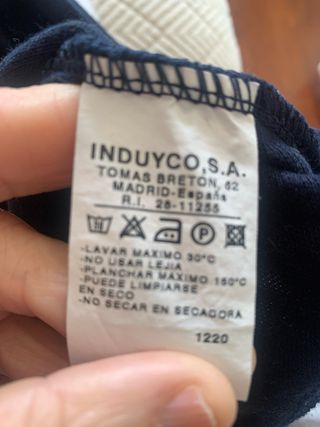 INDUYCO, S.A.
TOMAS BRETON, 62
MADRID-España
R.I. 28-11255
P
-LAVAR MAXIMO 30°C
-NO USAR LEJIA
-PLANCHAR MAXIMO 150°C
-PUEDE LIMPIARSE
EN SECO
-NO SECAR EN SECADORA
1220